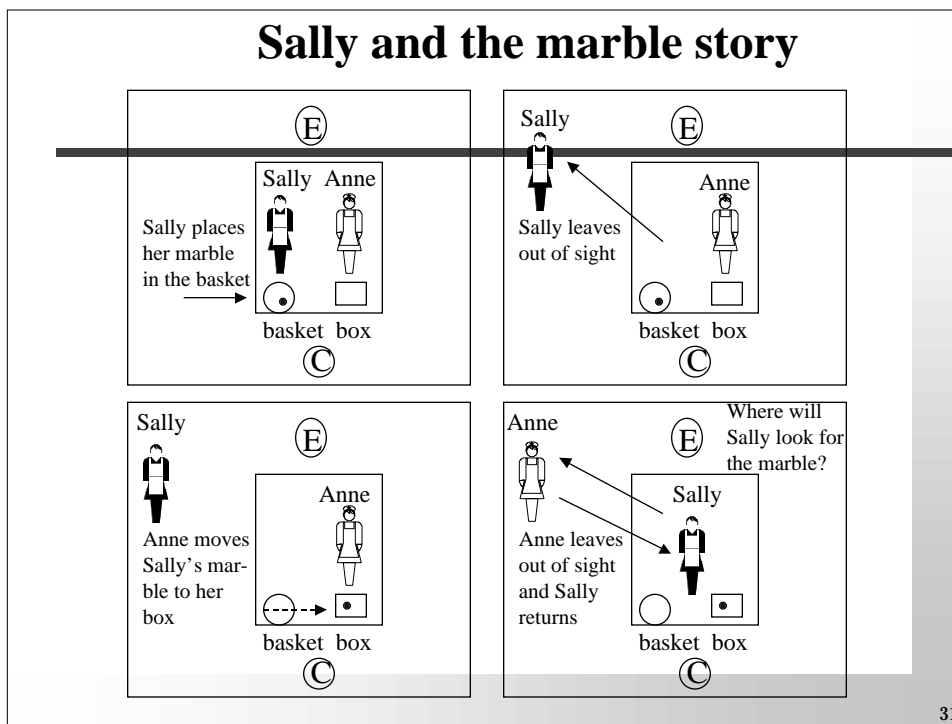 Sally and the marble story
E
Sally Anne
Sally places
her marble
in the basket
basket box
C
Sally
E
Anne
Sally leaves
out of sight
basket box
C
Sally
E
Anne
Anne moves
Sally's mar-
ble to her
box
basket box
C
Where will
Sally look for
the marble?
Anne
E
Sally
Anne leaves
out of sight
and Sally
returns
basket box
C